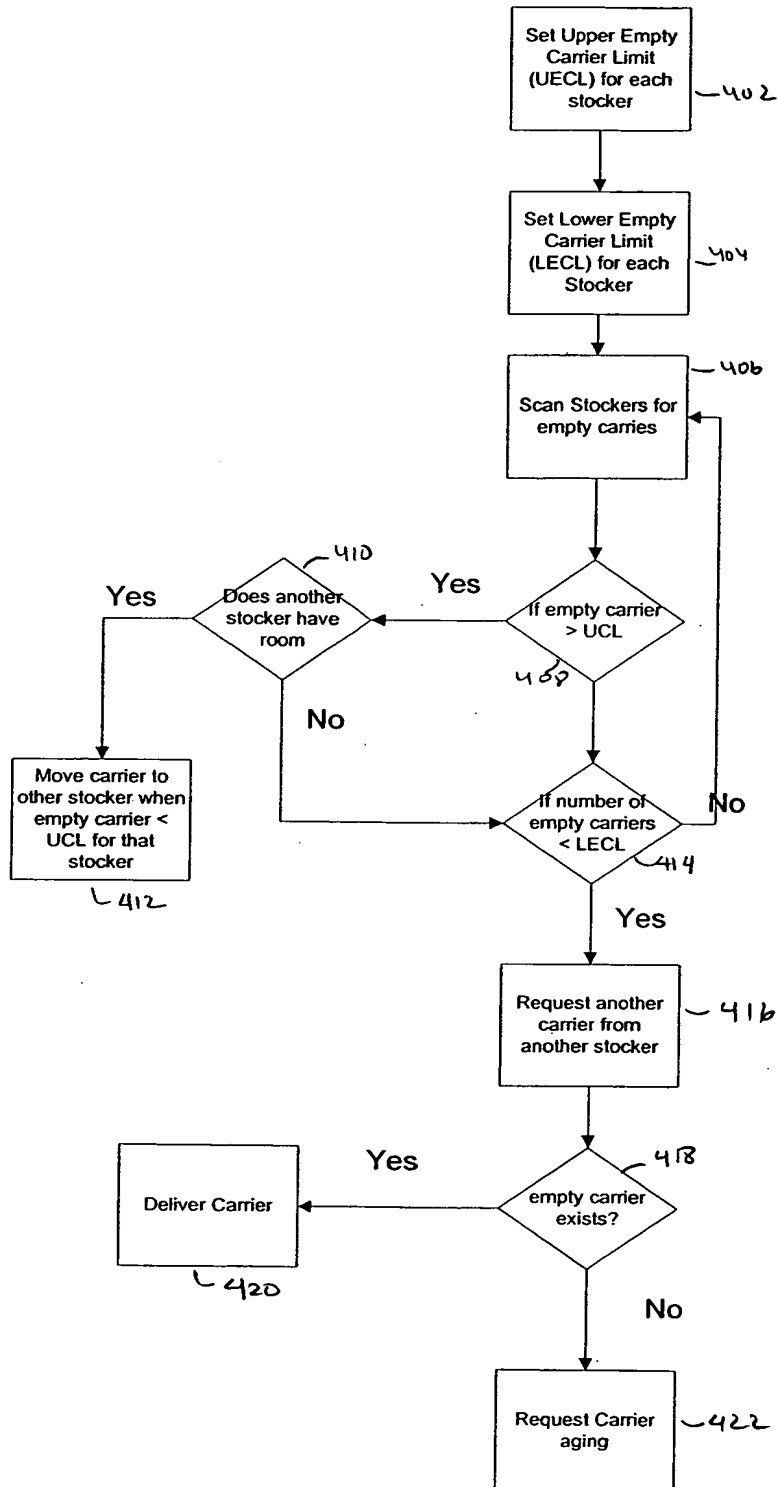 Set Upper Empty
Carrier Limit
(UECL) for each
stocker
402
Set Lower Empty
Carrier Limit
(LECL) for each
Stocker
404
406
Scan Stockers for
empty carries
410
Yes
Does another
stocker have
room
Yes
If empty carrier
> UCL
408
No
Move carrier to
other stocker when
empty carrier <
UCL for that
stocker
412
If number of
empty carriers
< LECL
No
414
Yes
Request another
carrier from
another stocker
416
418
Yes
Deliver Carrier
empty carrier
exists?
420
No
Request Carrier
aging
422